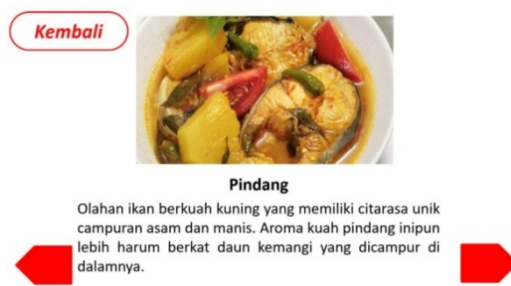 Kembali
Pindang
Olahan ikan berkuah kuning yang memiliki citarasa unik
campuran asam dan manis. Aroma kuah pindang inipun
lebih harum berkat daun kemangi yang dicampur di
dalamnya.